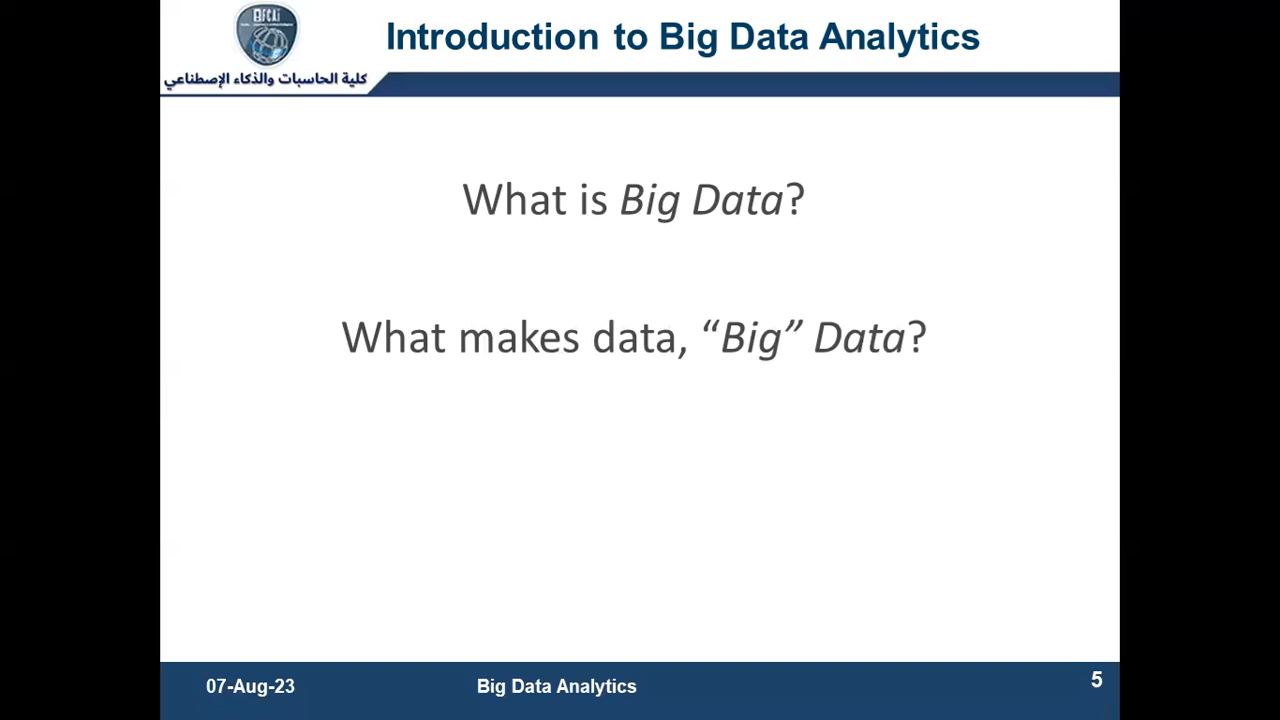 BFCAi
Introduction to Big Data Analytics
كلية الحاسبات والذكاء الإصطناعي
What is Big Data?
What makes data, “Big” Data?
07-Aug-23
Big Data Analytics
5